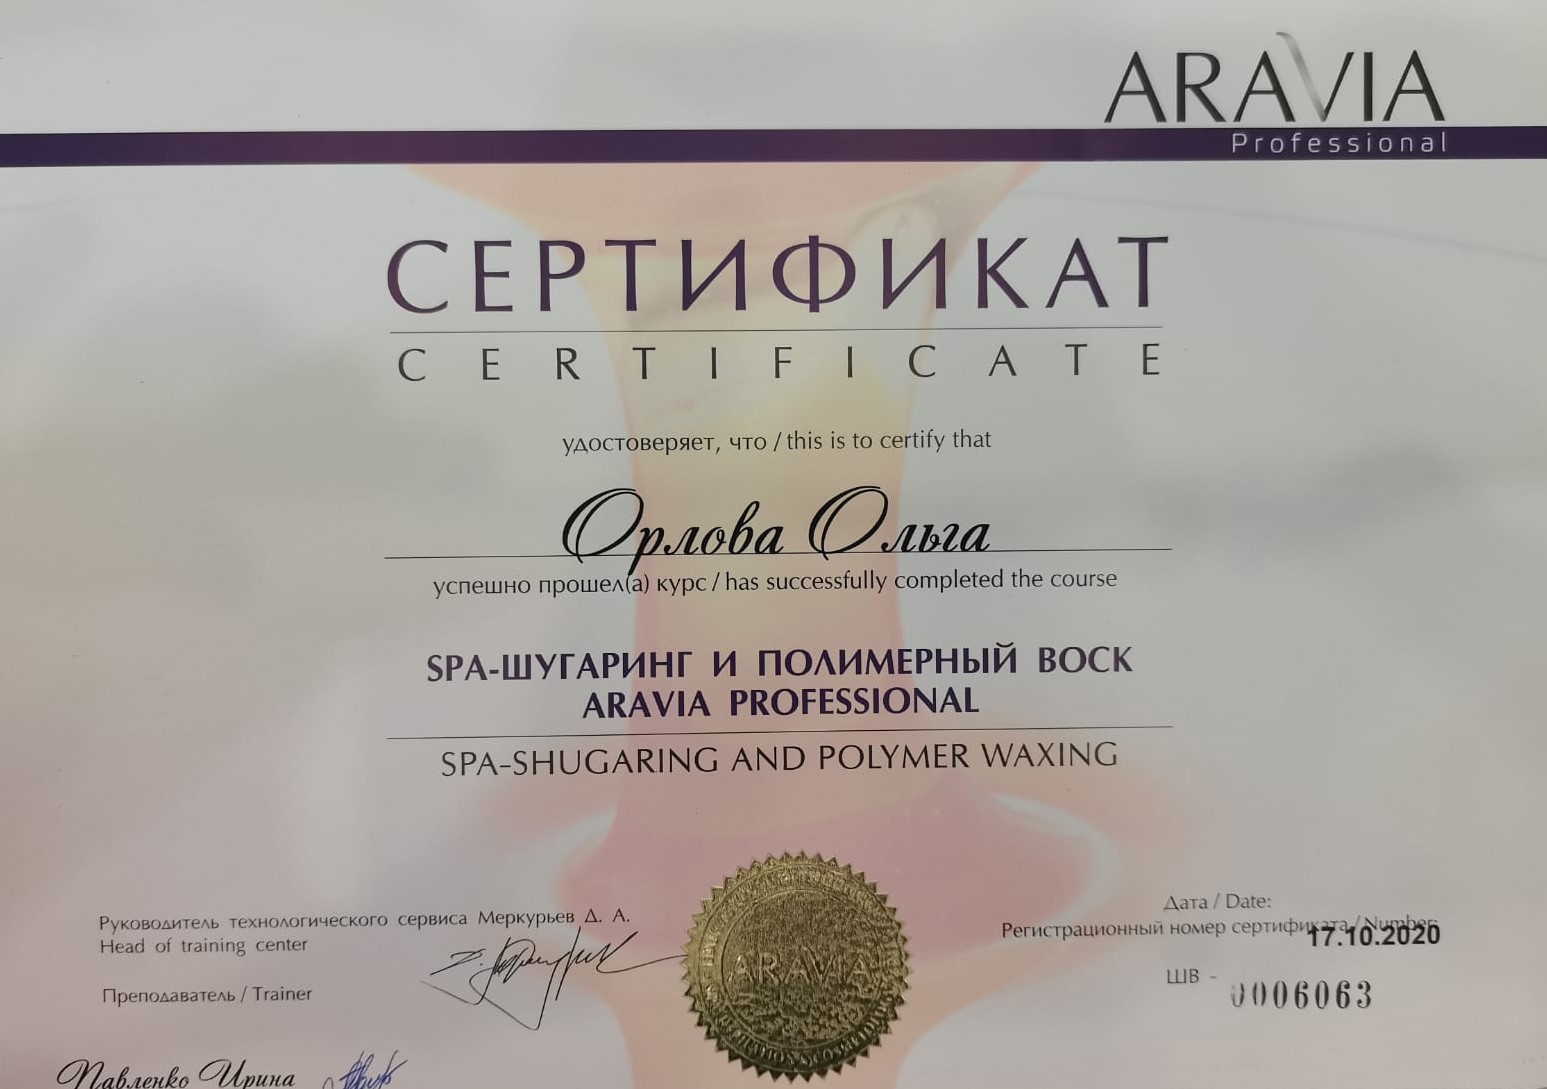 ARAVIA
Professional
СЕРТИФИКАТ
CERTIFICATE
удостоверяет, что / this is to certify that
Орлова Ольга
успешно прошел(а) курс / has successfully completed the course
SPA-ШУГАРИНГ И ПОЛИМЕРНЫЙ ВОСК
ARAVIA PROFESSIONAL
SPA-SHUGARING AND POLYMER WAXING
Руководитель технологического сервиса Меркурьев Д. А.
Head of training center
Преподаватель / Trainer
Павленко Ирина
ARAVIA
Дата / Date:
Регистрационный номер сертификата / Number:
17.10.2020
ШВ - 0006063